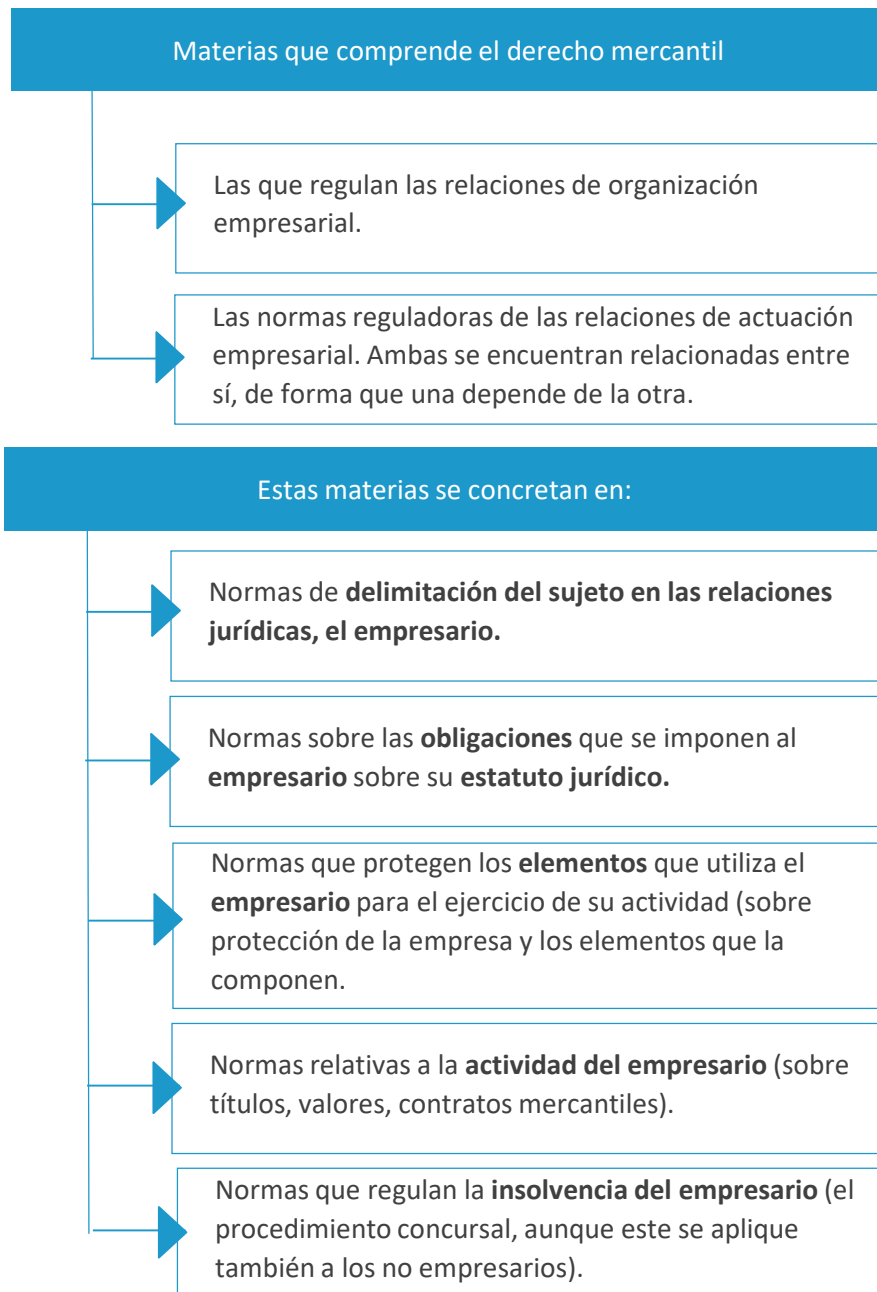 Materias que comprende el derecho mercantil
Las que regulan las relaciones de organización
empresarial.
Las normas reguladoras de las relaciones de actuación
empresarial. Ambas se encuentran relacionadas entre
sí, de forma que una depende de la otra.
Estas materias se concretan en:
Normas de delimitación del sujeto en las relaciones
jurídicas, el empresario.
Normas sobre las obligaciones que se imponen al
empresario sobre su estatuto jurídico.
Normas que protegen los elementos que utiliza el
empresario para el ejercicio de su actividad (sobre
protección de la empresa y los elementos que la
componen.
Normas relativas a la actividad del empresario (sobre
títulos, valores, contratos mercantiles).
Normas que regulan la insolvencia del empresario (el
procedimiento concursal, aunque este se aplique
también a los no empresarios).